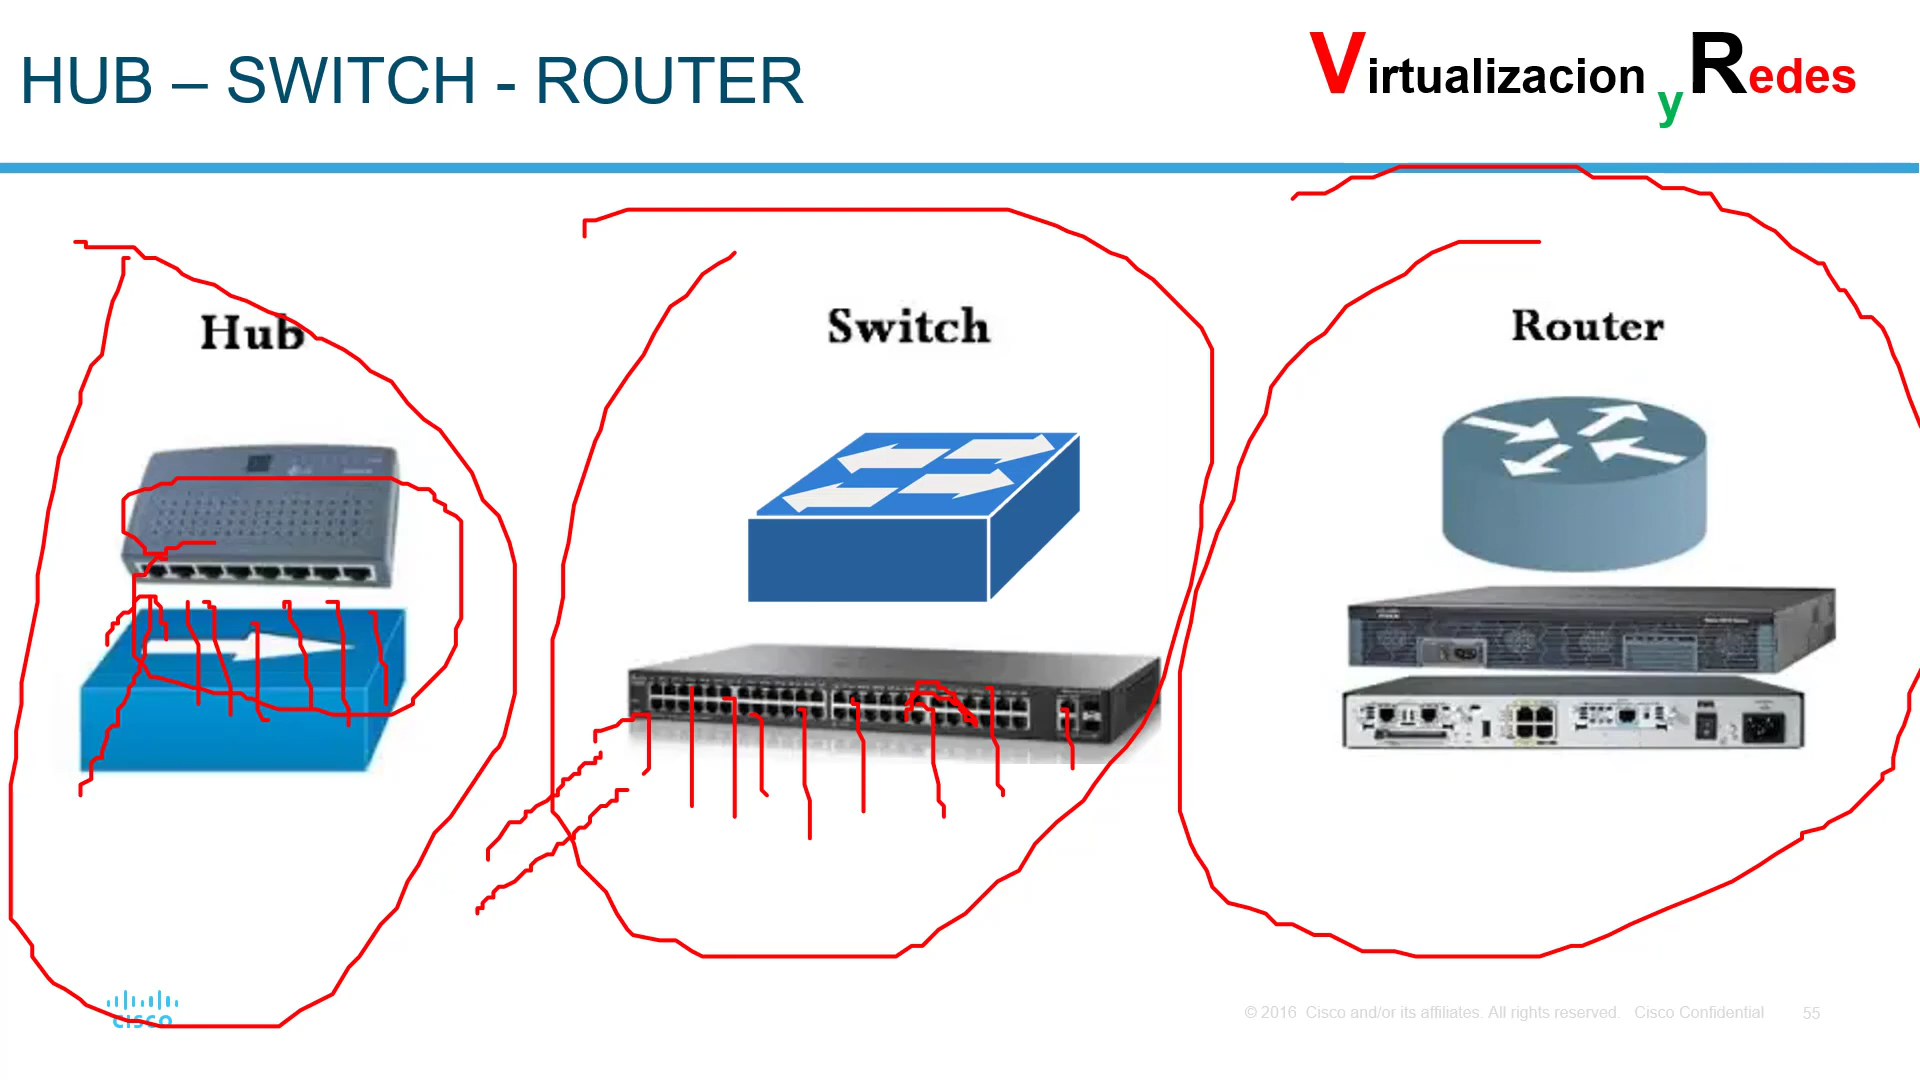 HUB – SWITCH - ROUTER
Virtualizacion y Redes
Hub
Switch
Router
CISCO
© 2016 Cisco and/or its affiliates. All rights reserved. Cisco Confidential 55